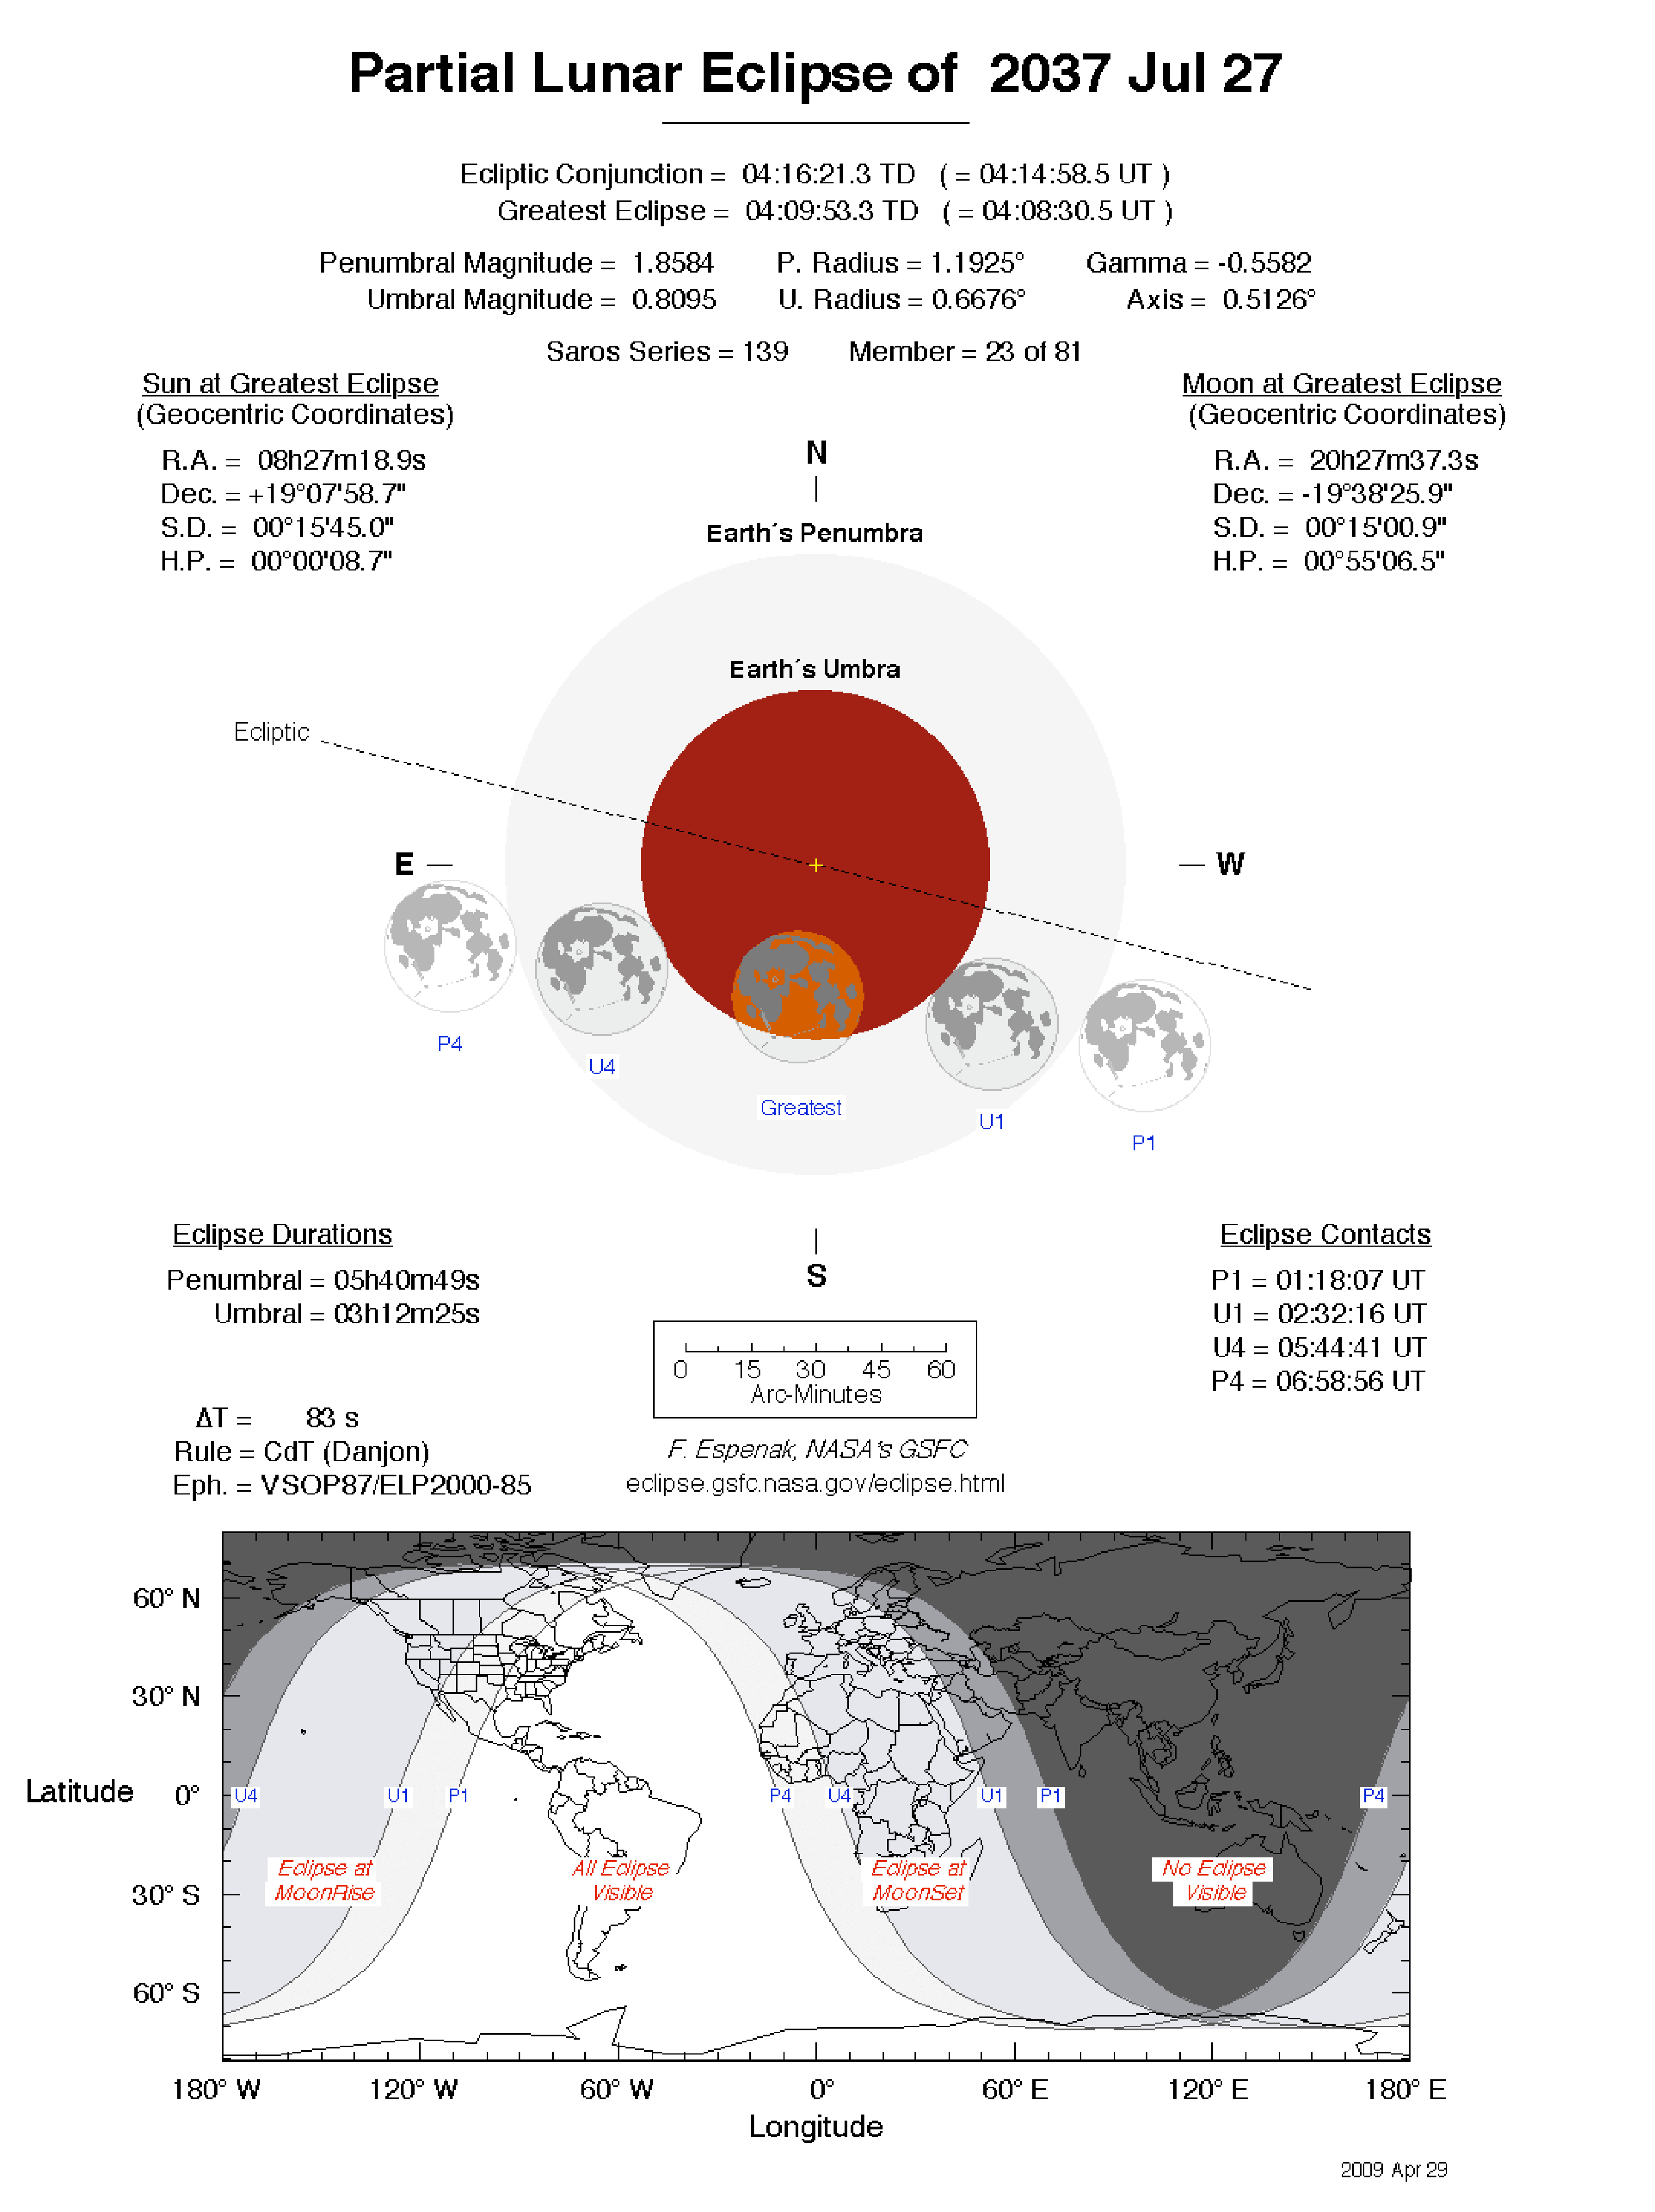 Partial Lunar Eclipse of 2037 Jul 27
Ecliptic Conjunction = 04:16:21.3 TD ( = 04:14:58.5 UT )
Greatest Eclipse = 04:09:53.3 TD ( = 04:08:30.5 UT )
Penumbral Magnitude = 1.8584 P. Radius = 1.1925° Gamma = -0.5582
Umbral Magnitude = 0.8095 U. Radius = 0.6676° Axis = 0.5126°
Saros Series = 139 Member = 23 of 81
Sun at Greatest Eclipse
(Geocentric Coordinates)
R.A. = 08h27m18.9s
Dec. = +19°07'58.7"
S.D. = 00°15'45.0"
H.P. = 00°00'08.7"
Moon at Greatest Eclipse
(Geocentric Coordinates)
R.A. = 20h27m37.3s
Dec. = -19°38'25.9"
S.D. = 00°15'00.9"
H.P. = 00°55'06.5"
N
Earth´s Penumbra
Earth´s Umbra
Ecliptic
E
W
P4
U4
Greatest
U1
P1
S
Eclipse Durations
Penumbral = 05h40m49s
Umbral = 03h12m25s
Eclipse Contacts
P1 = 01:18:07 UT
U1 = 02:32:16 UT
U4 = 05:44:41 UT
P4 = 06:58:56 UT
0 15 30 45 60
Arc-Minutes
ΔT = 83 s
Rule = CdT (Danjon)
Eph. = VSOP87/ELP2000-85
F. Espenak, NASA's GSFC
eclipse.gsfc.nasa.gov/eclipse.html
60° N
30° N
Latitude 0°
30° S
60° S
U4 U1 P1 P4 U4 U1 P1 P4
Eclipse at
MoonRise
All Eclipse
Visible
Eclipse at
MoonSet
No Eclipse
Visible
180° W 120° W 60° W 0° 60° E 120° E 180° E
Longitude
2009 Apr 29